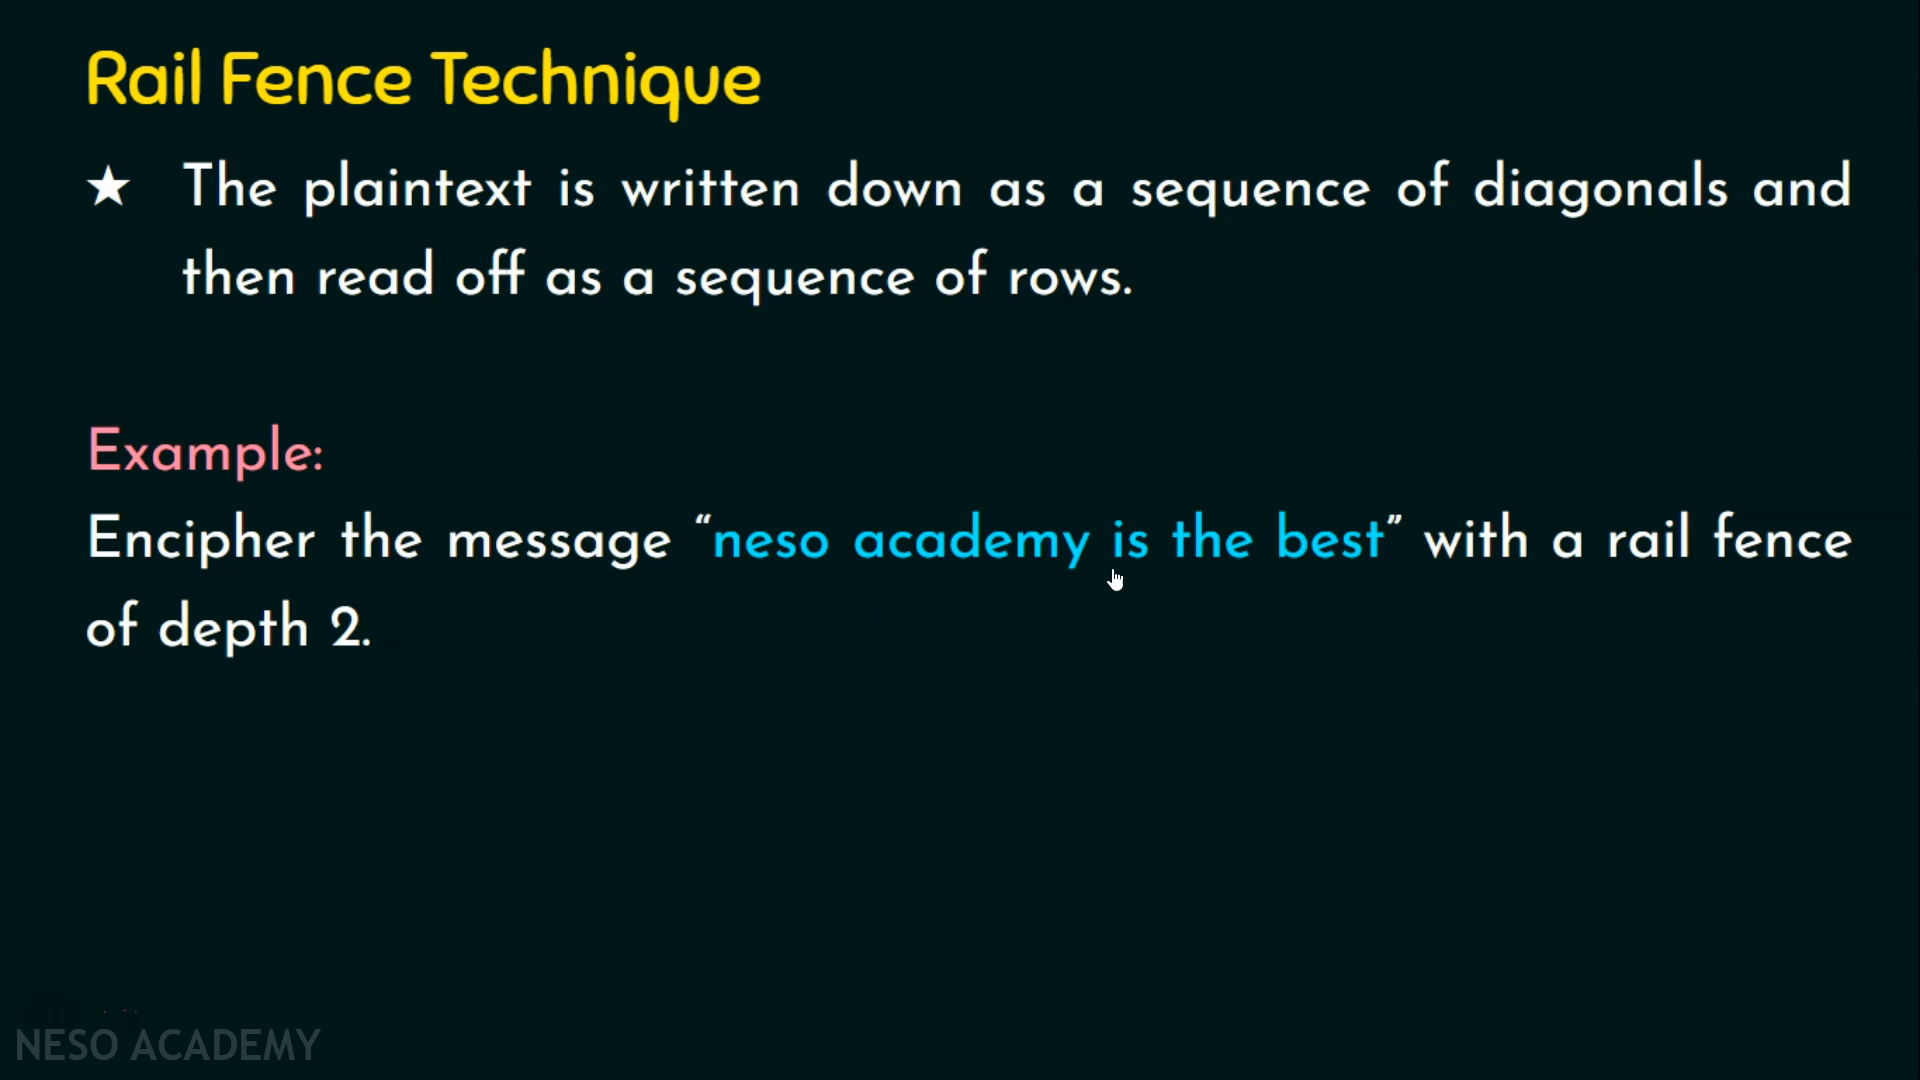 Rail Fence Technique
★ The plaintext is written down as a sequence of diagonals and
then read off as a sequence of rows.
Example:
Encipher the message “neso academy is the best” with a rail fence
of depth 2.
NESO ACADEMY